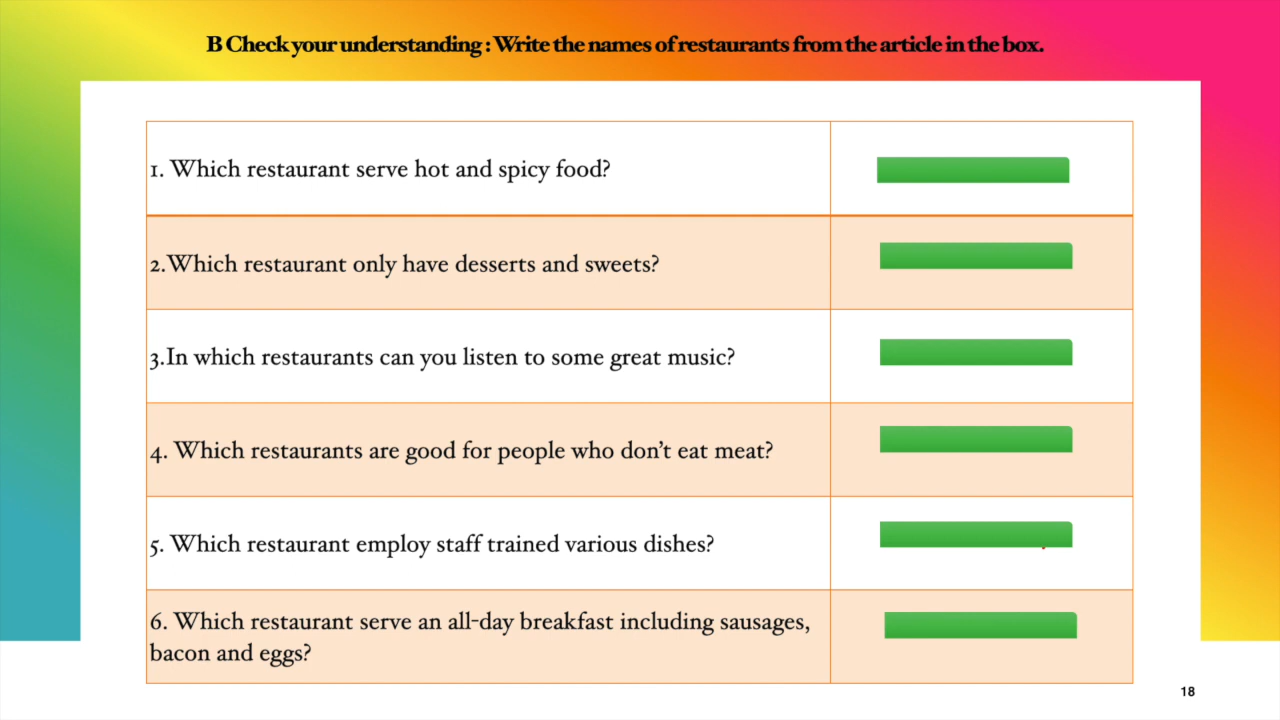 B Check your understanding : Write the names of restaurants from the article in the box.
1. Which restaurant serve hot and spicy food?
2.Which restaurant only have desserts and sweets?
3.In which restaurants can you listen to some great music?
4. Which restaurants are good for people who don’t eat meat?
5. Which restaurant employ staff trained various dishes?
6. Which restaurant serve an all-day breakfast including sausages,
bacon and eggs?
18